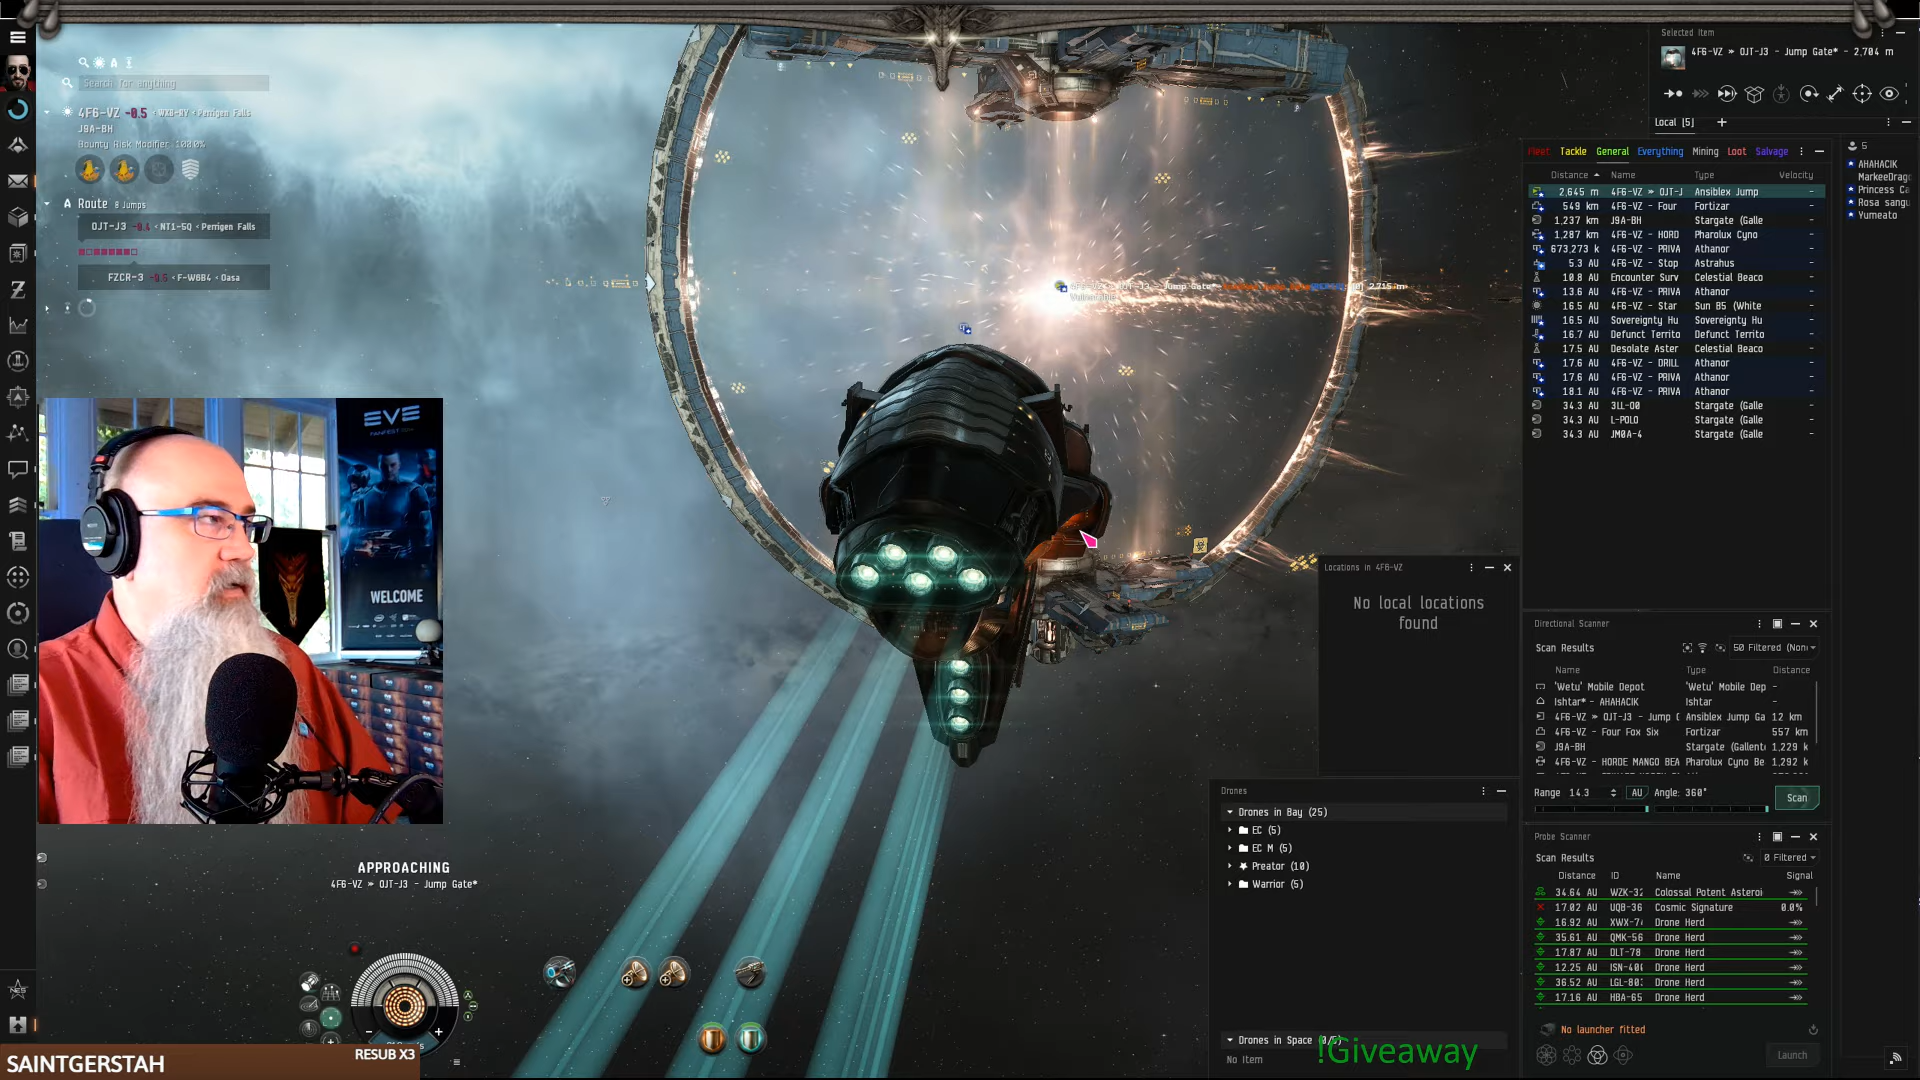 Search for anything
4F6-VZ -0.5 < WX8-NY < Perrigen Falls
J9A-BH
Bounty Risk Modifier 100.0%
A Route 8 Jumps
OJT-J3 -0.4 < NT1-5Q < Perrigen Falls
FZCR-3 -0.5 < F-W6B4 < Oasa
EVE
FANFEST
WELCOME
APPROACHING
4F6-VZ » OJT-J3 - Jump Gate*
SAINTGERSTAH
RESUB X3
Selected Item
4F6-VZ » OJT-J3 - Jump Gate* - 2,704 m
Local [5]
5
AHAHACIK
MarkeeDrago
Princess Ca
Rosa sangu
Yumeato
Fleet Tackle General Everything Mining Loot Salvage
Distance Name Type Velocity
2,645 m 4F6-VZ » OJT-J Ansiblex Jump -
549 km 4F6-VZ - Four Fortizar -
1,237 km J9A-BH Stargate (Galle -
1,287 km 4F6-VZ - HORD Pharolux Cyno -
673,273 k 4F6-VZ - PRIVA Athanor -
5.3 AU 4F6-VZ - Stop Astrahus -
10.8 AU Encounter Surv Celestial Beaco -
13.6 AU 4F6-VZ - PRIVA Athanor -
16.5 AU 4F6-VZ - Star Sun B5 (White -
16.5 AU Sovereignty Hu Sovereignty Hu -
16.7 AU Defunct Territo Defunct Territo -
17.5 AU Desolate Aster Celestial Beaco -
17.6 AU 4F6-VZ - DRILL Athanor -
17.6 AU 4F6-VZ - PRIVA Athanor -
18.1 AU 4F6-VZ - PRIVA Athanor -
34.3 AU 3LL-O0 Stargate (Galle -
34.3 AU L-POLO Stargate (Galle -
34.3 AU JM0A-4 Stargate (Galle -
Jump Gate*
2,715 m
Vulnerable
Locations in 4F6-VZ
No local locations
found
Directional Scanner
Scan Results 50 Filtered (Non
Name Type Distance
'Wetu' Mobile Depot 'Wetu' Mobile Dep -
Ishtar* - AHAHACIK Ishtar -
4F6-VZ » OJT-J3 - Jump G Ansiblex Jump Ga 12 km
4F6-VZ - Four Fox Six Fortizar 557 km
J9A-BH Stargate (Gallent 1,229 k
4F6-VZ - HORDE MANGO BEA Pharolux Cyno Be 1,292 k
Range 14.3 AU Angle: 360°
Scan
Drones
Drones in Bay (25)
EC (5)
EC M (5)
Preator (10)
Warrior (5)
Drones in Space (0/5)
No Item
!Giveaway
Probe Scanner
Scan Results 0 Filtered
Distance ID Name Signal
34.64 AU WZK-32 Colossal Potent Asteroi
17.02 AU UQB-36 Cosmic Signature 0.0%
16.92 AU XWX-74 Drone Herd
35.61 AU QMK-56 Drone Herd
17.87 AU DLT-78 Drone Herd
12.25 AU ISN-40 Drone Herd
36.52 AU LGL-80 Drone Herd
17.16 AU HBA-65 Drone Herd
No launcher fitted
Launch